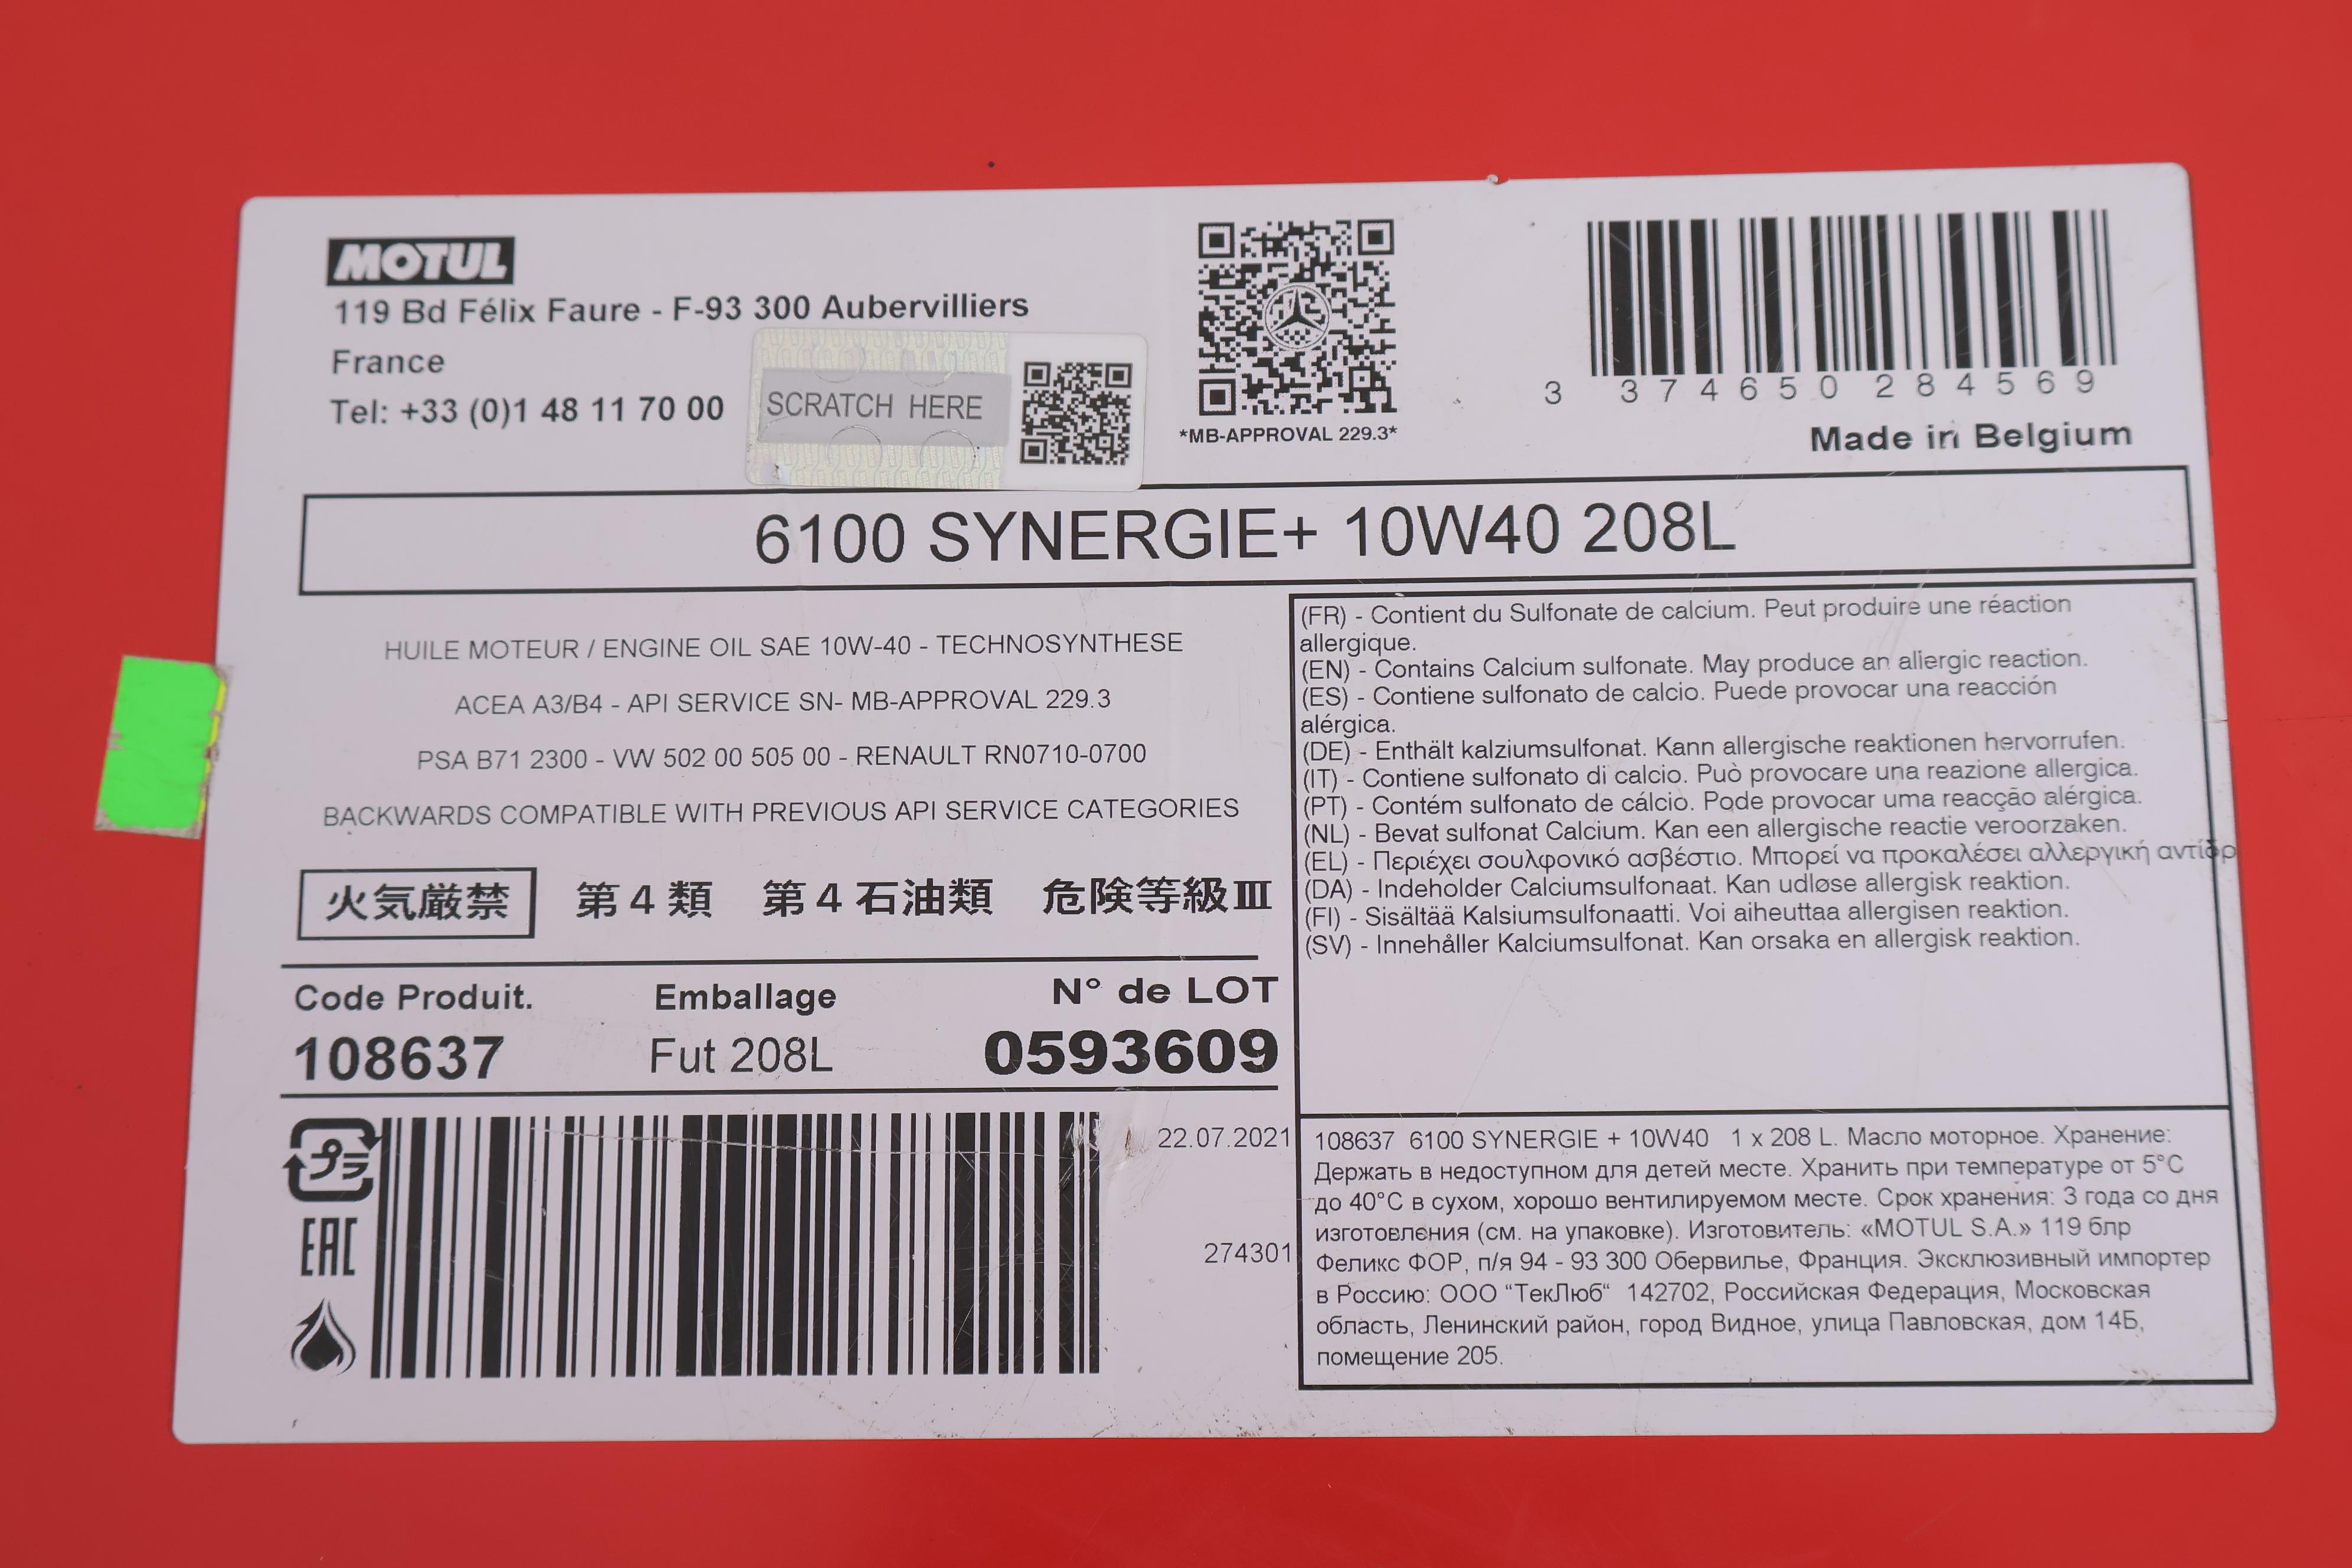 MOTUL
119 Bd Félix Faure - F-93 300 Aubervilliers
France
Tel: +33 (0)1 48 11 70 00
SCRATCH HERE
*MB-APPROVAL 229.3*
3 374650 284569
Made in Belgium
6100 SYNERGIE+ 10W40 208L
HUILE MOTEUR / ENGINE OIL SAE 10W-40 - TECHNOSYNTHESE
ACEA A3/B4 - API SERVICE SN- MB-APPROVAL 229.3
PSA B71 2300 - VW 502 00 505 00 - RENAULT RN0710-0700
BACKWARDS COMPATIBLE WITH PREVIOUS API SERVICE CATEGORIES
火気厳禁 第4類 第4石油類 危険等級Ⅲ
Code Produit. Emballage N° de LOT
108637 Fut 208L 0593609
プラ
EAC
22.07.2021
274301
(FR) - Contient du Sulfonate de calcium. Peut produire une réaction
allergique.
(EN) - Contains Calcium sulfonate. May produce an allergic reaction.
(ES) - Contiene sulfonato de calcio. Puede provocar una reacción
alérgica.
(DE) - Enthält kalziumsulfonat. Kann allergische reaktionen hervorrufen.
(IT) - Contiene sulfonato di calcio. Può provocare una reazione allergica.
(PT) - Contém sulfonato de cálcio. Pode provocar uma reacção alérgica.
(NL) - Bevat sulfonat Calcium. Kan een allergische reactie veroorzaken.
(EL) - Περιέχει σουλφονικό ασβέστιο. Μπορεί να προκαλέσει αλλεργική αντίδρ
(DA) - Indeholder Calciumsulfonaat. Kan udløse allergisk reaktion.
(FI) - Sisältää Kalsiumsulfonaatti. Voi aiheuttaa allergisen reaktion.
(SV) - Innehåller Kalciumsulfonat. Kan orsaka en allergisk reaktion.
108637 6100 SYNERGIE + 10W40 1 x 208 L. Масло моторное. Хранение:
Держать в недоступном для детей месте. Хранить при температуре от 5°C
до 40°C в сухом, хорошо вентилируемом месте. Срок хранения: 3 года со дня
изготовления (см. на упаковке). Изготовитель: «MOTUL S.A.» 119 блр
Феликс ФОР, п/я 94 - 93 300 Обервилье, Франция. Эксклюзивный импортер
в Россию: ООО "ТекЛюб" 142702, Российская Федерация, Московская
область, Ленинский район, город Видное, улица Павловская, дом 14Б,
помещение 205.